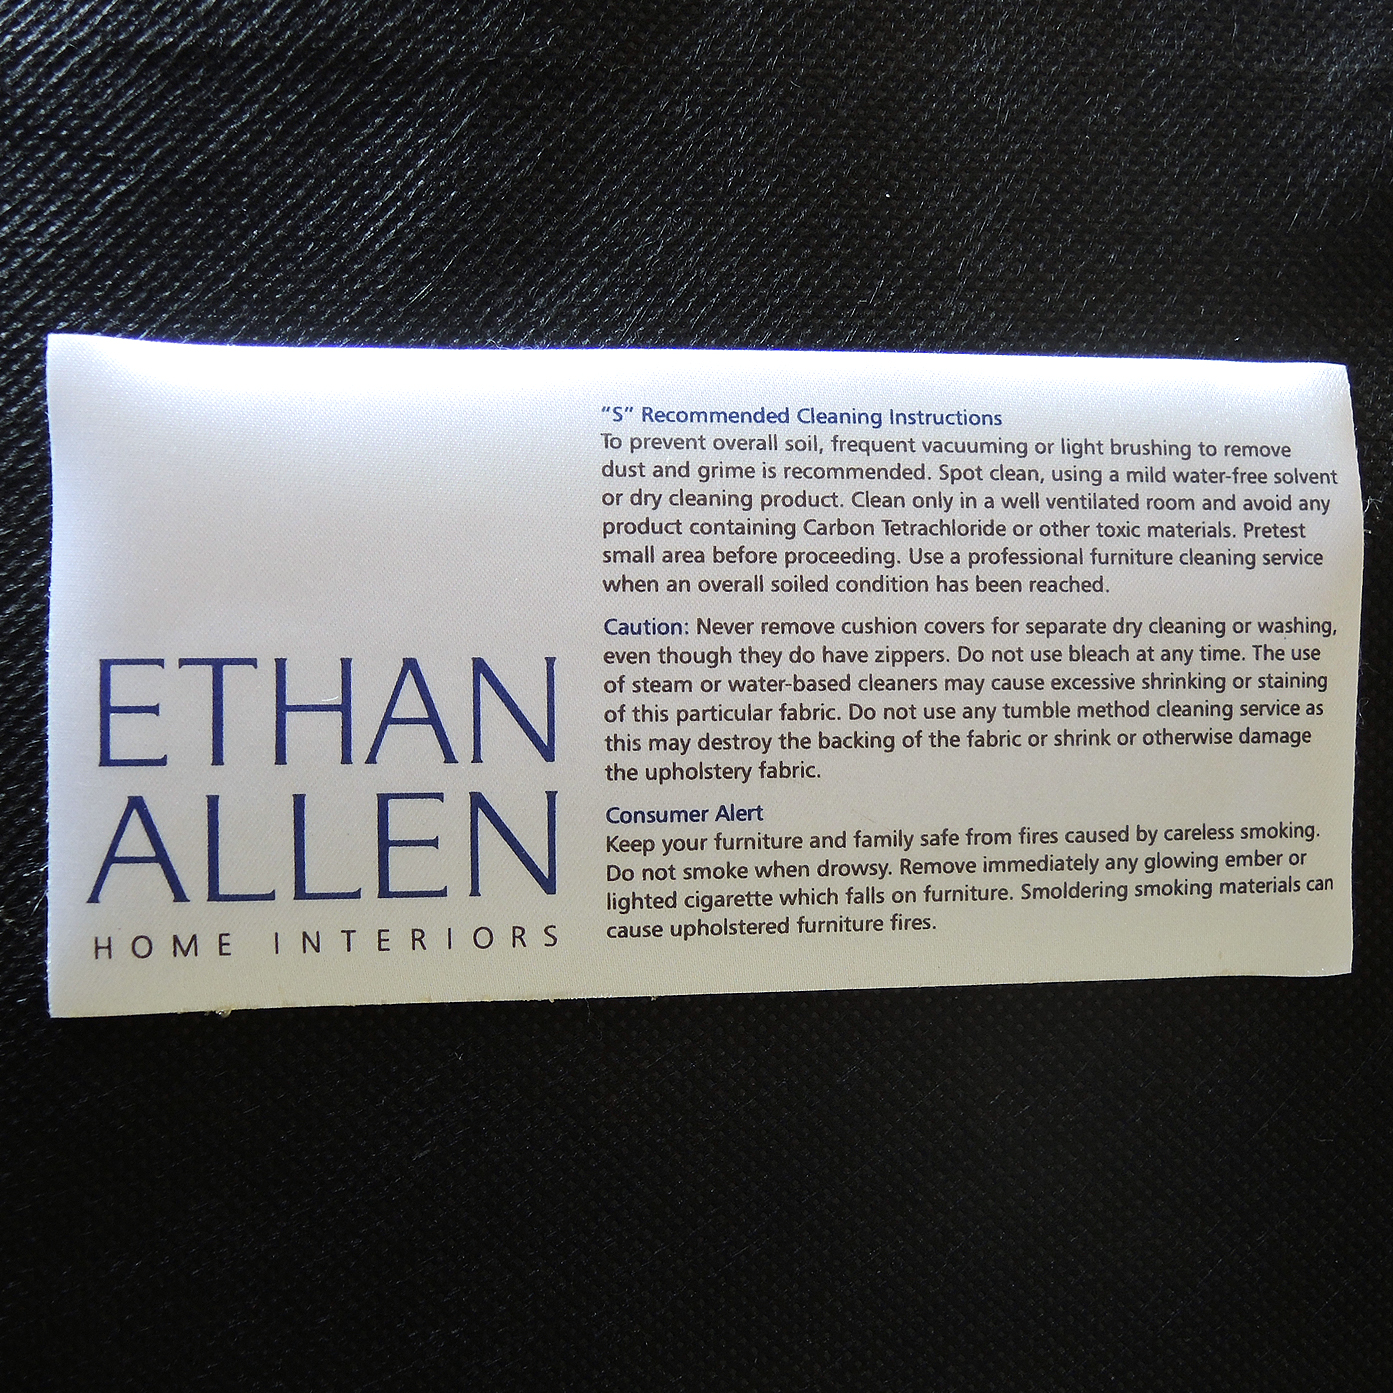 ETHAN
ALLEN
HOME INTERIORS
“S” Recommended Cleaning Instructions
To prevent overall soil, frequent vacuuming or light brushing to remove
dust and grime is recommended. Spot clean, using a mild water-free solvent
or dry cleaning product. Clean only in a well ventilated room and avoid any
product containing Carbon Tetrachloride or other toxic materials. Pretest
small area before proceeding. Use a professional furniture cleaning service
when an overall soiled condition has been reached.
Caution: Never remove cushion covers for separate dry cleaning or washing,
even though they do have zippers. Do not use bleach at any time. The use
of steam or water-based cleaners may cause excessive shrinking or staining
of this particular fabric. Do not use any tumble method cleaning service as
this may destroy the backing of the fabric or shrink or otherwise damage
the upholstery fabric.
Consumer Alert
Keep your furniture and family safe from fires caused by careless smoking.
Do not smoke when drowsy. Remove immediately any glowing ember or
lighted cigarette which falls on furniture. Smoldering smoking materials can
cause upholstered furniture fires.